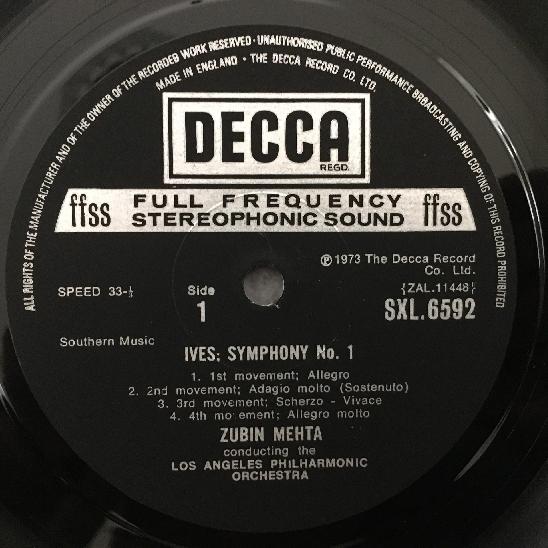 ALL RIGHTS OF THE MANUFACTURER AND OF THE OWNER OF THE RECORDED WORK RESERVED · UNAUTHORISED PUBLIC PERFORMANCE BROADCASTING AND COPYING OF THIS RECORD PROHIBITED
MADE IN ENGLAND · THE DECCA RECORD CO. LTD.
DECCA
REGD.
ffss FULL FREQUENCY ffss
STEREOPHONIC SOUND
℗1973 The Decca Record
Co. Ltd.
SPEED 33-⅓ Side {ZAL.11448}
1 SXL.6592
Southern Music
IVES; SYMPHONY No. 1
1. 1st movement; Allegro
2. 2nd movement; Adagio molto (Sostenuto)
3. 3rd movement; Scherzo - Vivace
4. 4th mo ement; Allegro molto
ZUBIN MEHTA
conducting the
LOS ANGELES PHILHARMONIC
ORCHESTRA